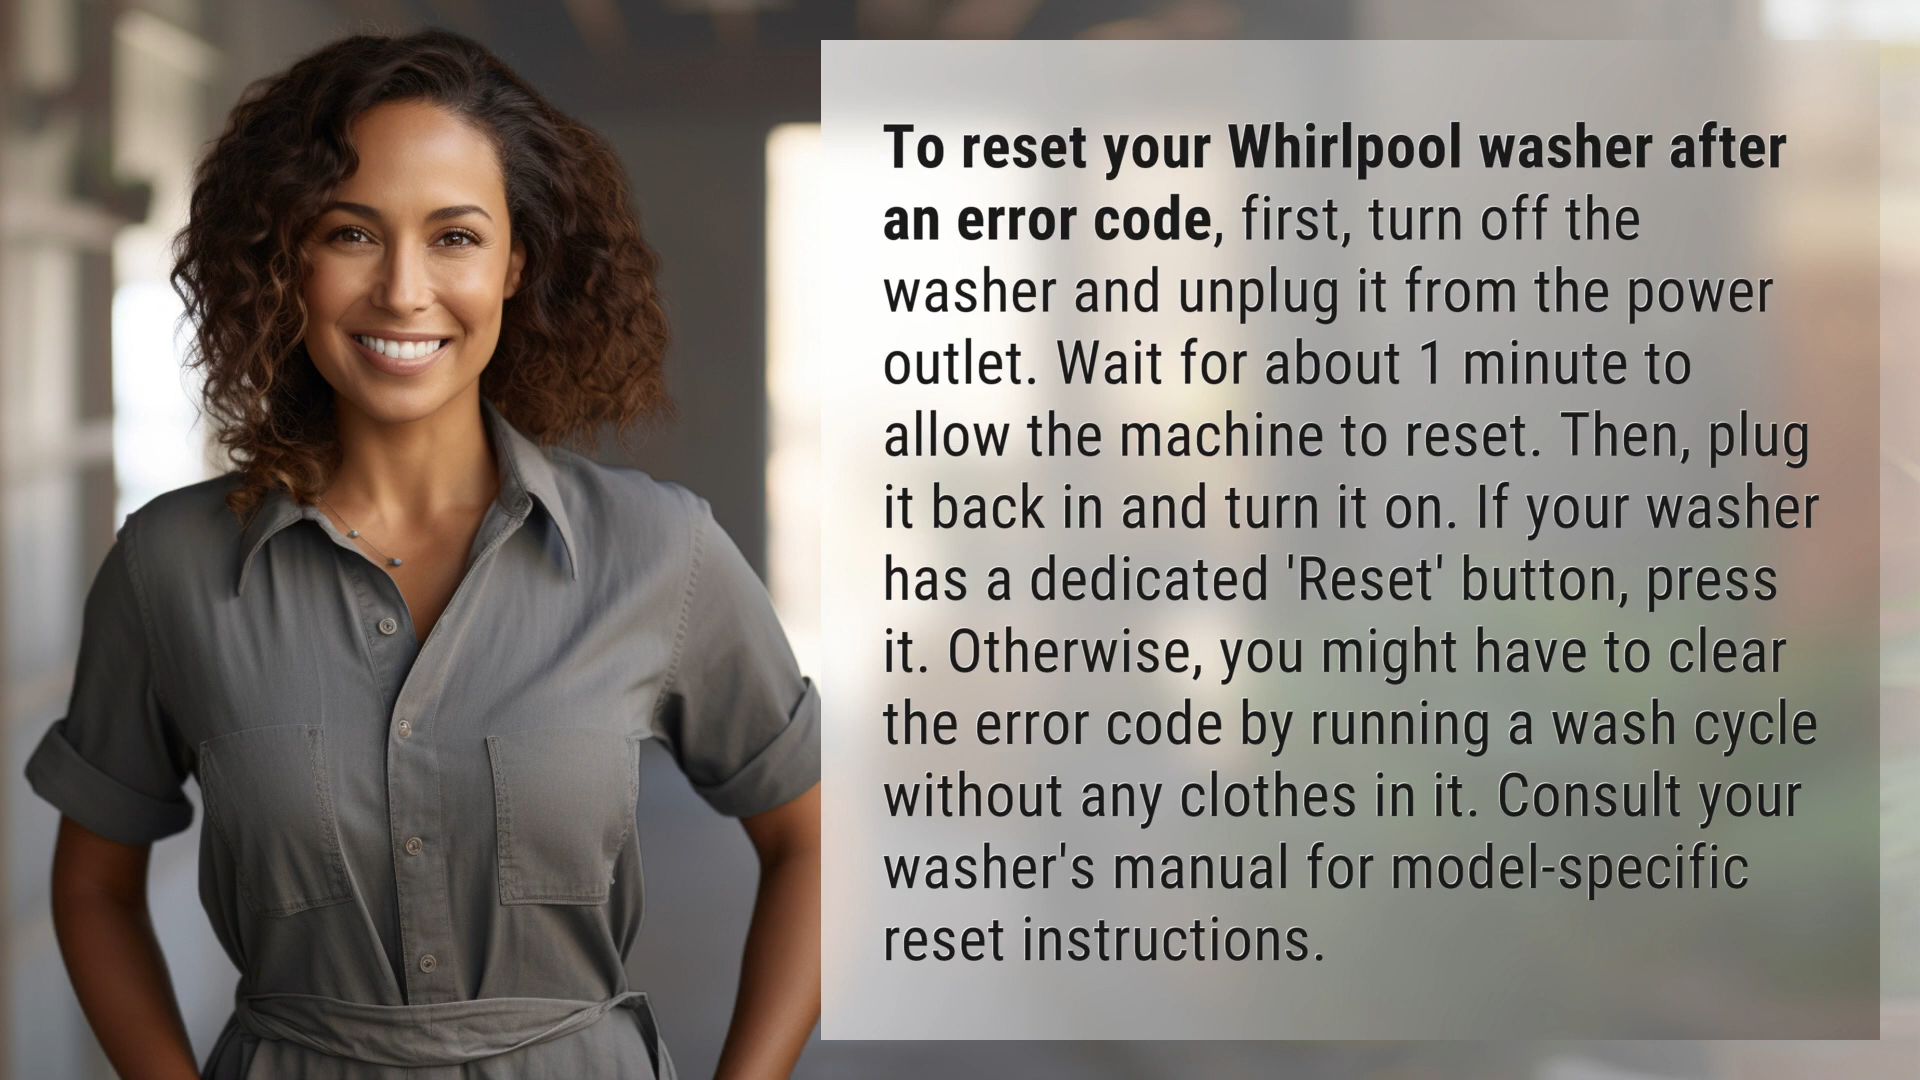 To reset your Whirlpool washer after
an error code, first, turn off the
washer and unplug it from the power
outlet. Wait for about 1 minute to
allow the machine to reset. Then, plug
it back in and turn it on. If your washer
has a dedicated 'Reset' button, press
it. Otherwise, you might have to clear
the error code by running a wash cycle
without any clothes in it. Consult your
washer's manual for model-specific
reset instructions.